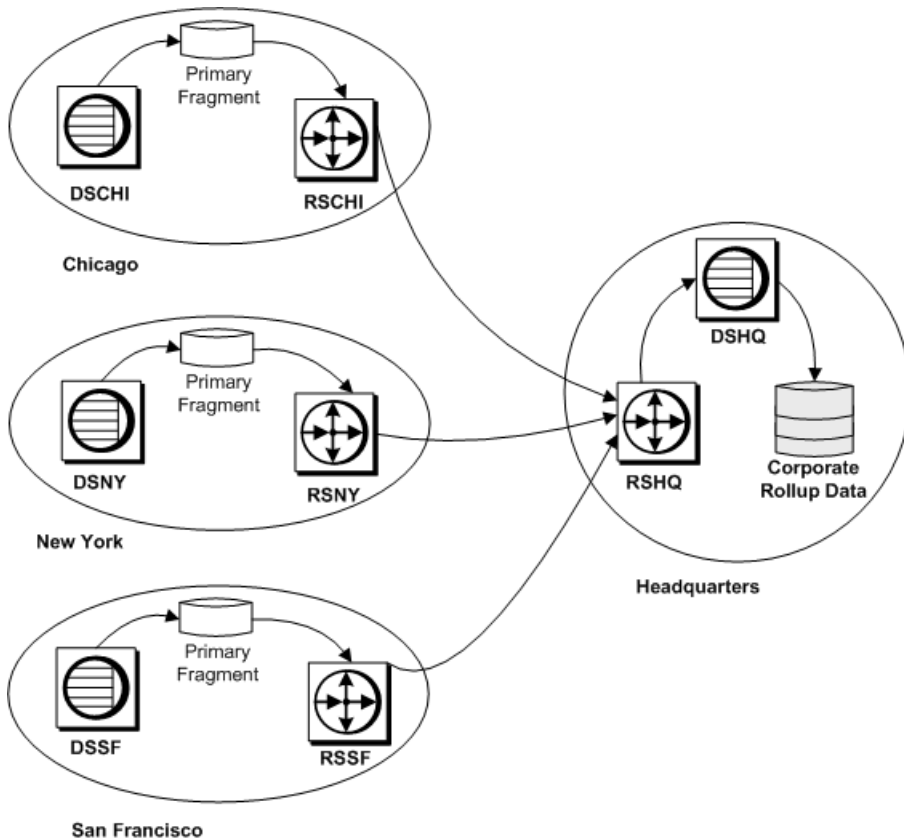 Primary
Fragment
DSCHI
RSCHI
Chicago
Primary
Fragment
DSNY
RSNY
New York
Primary
Fragment
DSSF
RSSF
San Francisco
DSHQ
RSHQ
Corporate
Rollup Data
Headquarters